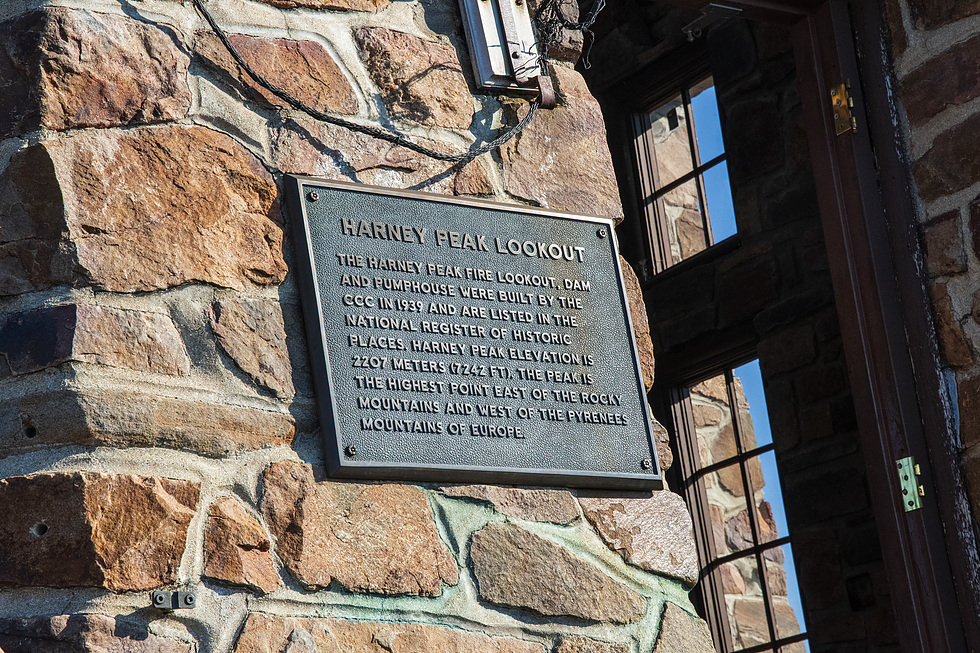 HARNEY PEAK LOOKOUT
THE HARNEY PEAK FIRE LOOKOUT, DAM
AND PUMPHOUSE WERE BUILT BY THE
CCC IN 1939 AND ARE LISTED IN THE
NATIONAL REGISTER OF HISTORIC
PLACES. HARNEY PEAK ELEVATION IS
2207 METERS (7242 FT). THE PEAK IS
THE HIGHEST POINT EAST OF THE ROCKY
MOUNTAINS AND WEST OF THE PYRENEES
MOUNTAINS OF EUROPE.